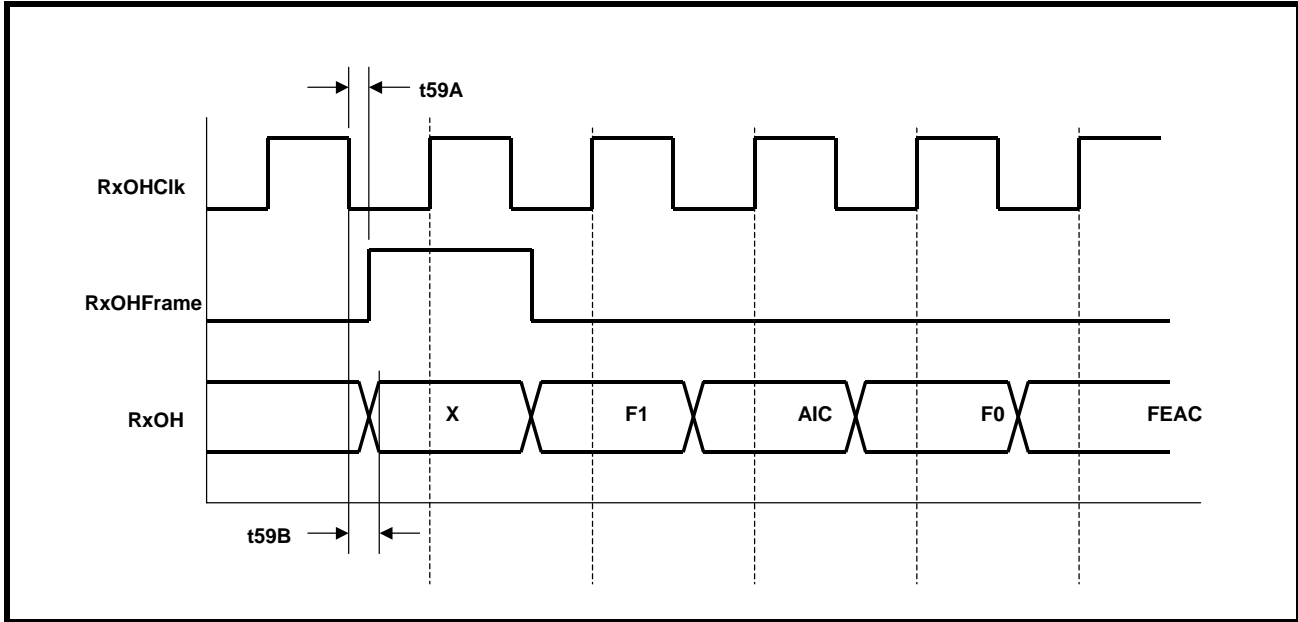 t59A
RxOHClk
RxOHFrame
RxOH
X
F1
AIC
F0
FEAC
t59B